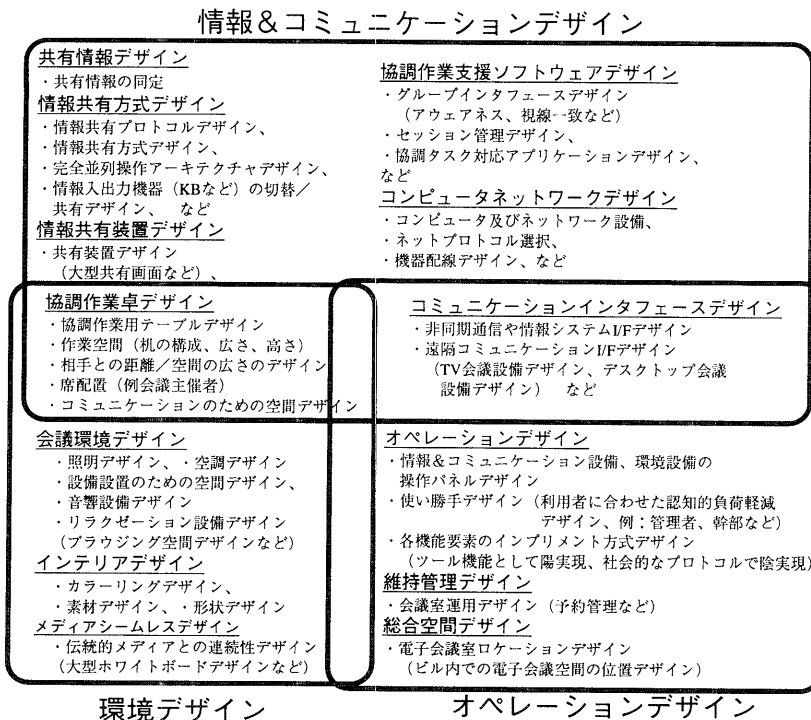 情報＆コミュニケーションデザイン
共有情報デザイン
・共有情報の同定
情報共有方式デザイン
・情報共有プロトコルデザイン、
・情報共有方式デザイン、
・完全並列操作アーキテクチャデザイン、
・情報入出力機器（KBなど）の切替／
共有デザイン、 など
情報共有装置デザイン
・共有装置デザイン
（大型共有画面など）、
協調作業支援ソフトウェアデザイン
・グループインタフェースデザイン
（アウェアネス、視線一致など）
・セッション管理デザイン、
・協調タスク対応アプリケーションデザイン、
など
コンピュータネットワークデザイン
・コンピュータ及びネットワーク設備、
・ネットプロトコル選択、
・機器配線デザイン、など
協調作業卓デザイン
・協調作業用テーブルデザイン
・作業空間（机の構成、広さ、高さ）
・相手との距離／空間の広さのデザイン
・席配置（例会議主催者）
・コミュニケーションのための空間デザイン
コミュニケーションインタフェースデザイン
・非同期通信や情報システムI/Fデザイン
・遠隔コミュニケーションI/Fデザイン
（TV会議設備デザイン、デスクトップ会議
設備デザイン） など
会議環境デザイン
・照明デザイン、・空調デザイン
・設備設置のための空間デザイン、
・音響設備デザイン
・リラクゼーション設備デザイン
（ブラウジング空間デザインなど）
インテリアデザイン
・カラーリングデザイン、
・素材デザイン、・形状デザイン
メディアシームレスデザイン
・伝統的メディアとの連続性デザイン
（大型ホワイトボードデザインなど）
オペレーションデザイン
・情報＆コミュニケーション設備、環境設備の
操作パネルデザイン
・使い勝手デザイン（利用者に合わせた認知的負荷軽減
デザイン、例：管理者、幹部など）
・各機能要素のインプリメント方式デザイン
（ツール機能として陽実現、社会的なプロトコルで陰実現）
維持管理デザイン
・会議室運用デザイン（予約管理など）
総合空間デザイン
・電子会議室ロケーションデザイン
（ビル内での電子会議空間の位置デザイン）
環境デザイン
オペレーションデザイン